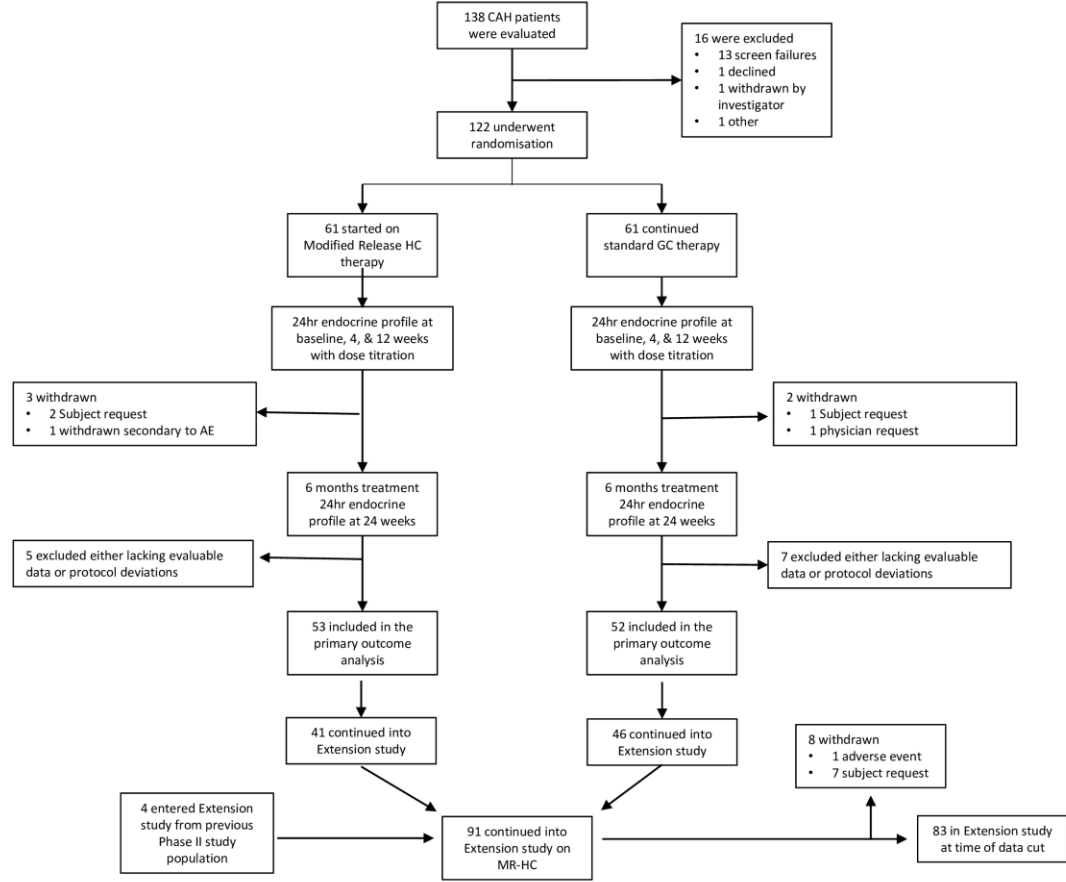 138 CAH patients
were evaluated
16 were excluded
• 13 screen failures
• 1 declined
• 1 withdrawn by
investigator
• 1 other
122 underwent
randomisation
61 started on
Modified Release HC
therapy
61 continued
standard GC therapy
24hr endocrine profile at
baseline, 4, & 12 weeks
with dose titration
24hr endocrine profile at
baseline, 4, & 12 weeks
with dose titration
3 withdrawn
• 2 Subject request
• 1 withdrawn secondary to AE
2 withdrawn
• 1 Subject request
• 1 physician request
6 months treatment
24hr endocrine
profile at 24 weeks
6 months treatment
24hr endocrine
profile at 24 weeks
5 excluded either lacking evaluable
data or protocol deviations
7 excluded either lacking evaluable
data or protocol deviations
53 included in the
primary outcome
analysis
52 included in the
primary outcome
analysis
41 continued into
Extension study
46 continued into
Extension study
8 withdrawn
• 1 adverse event
• 7 subject request
4 entered Extension
study from previous
Phase II study
population
91 continued into
Extension study on
MR-HC
83 in Extension study
at time of data cut